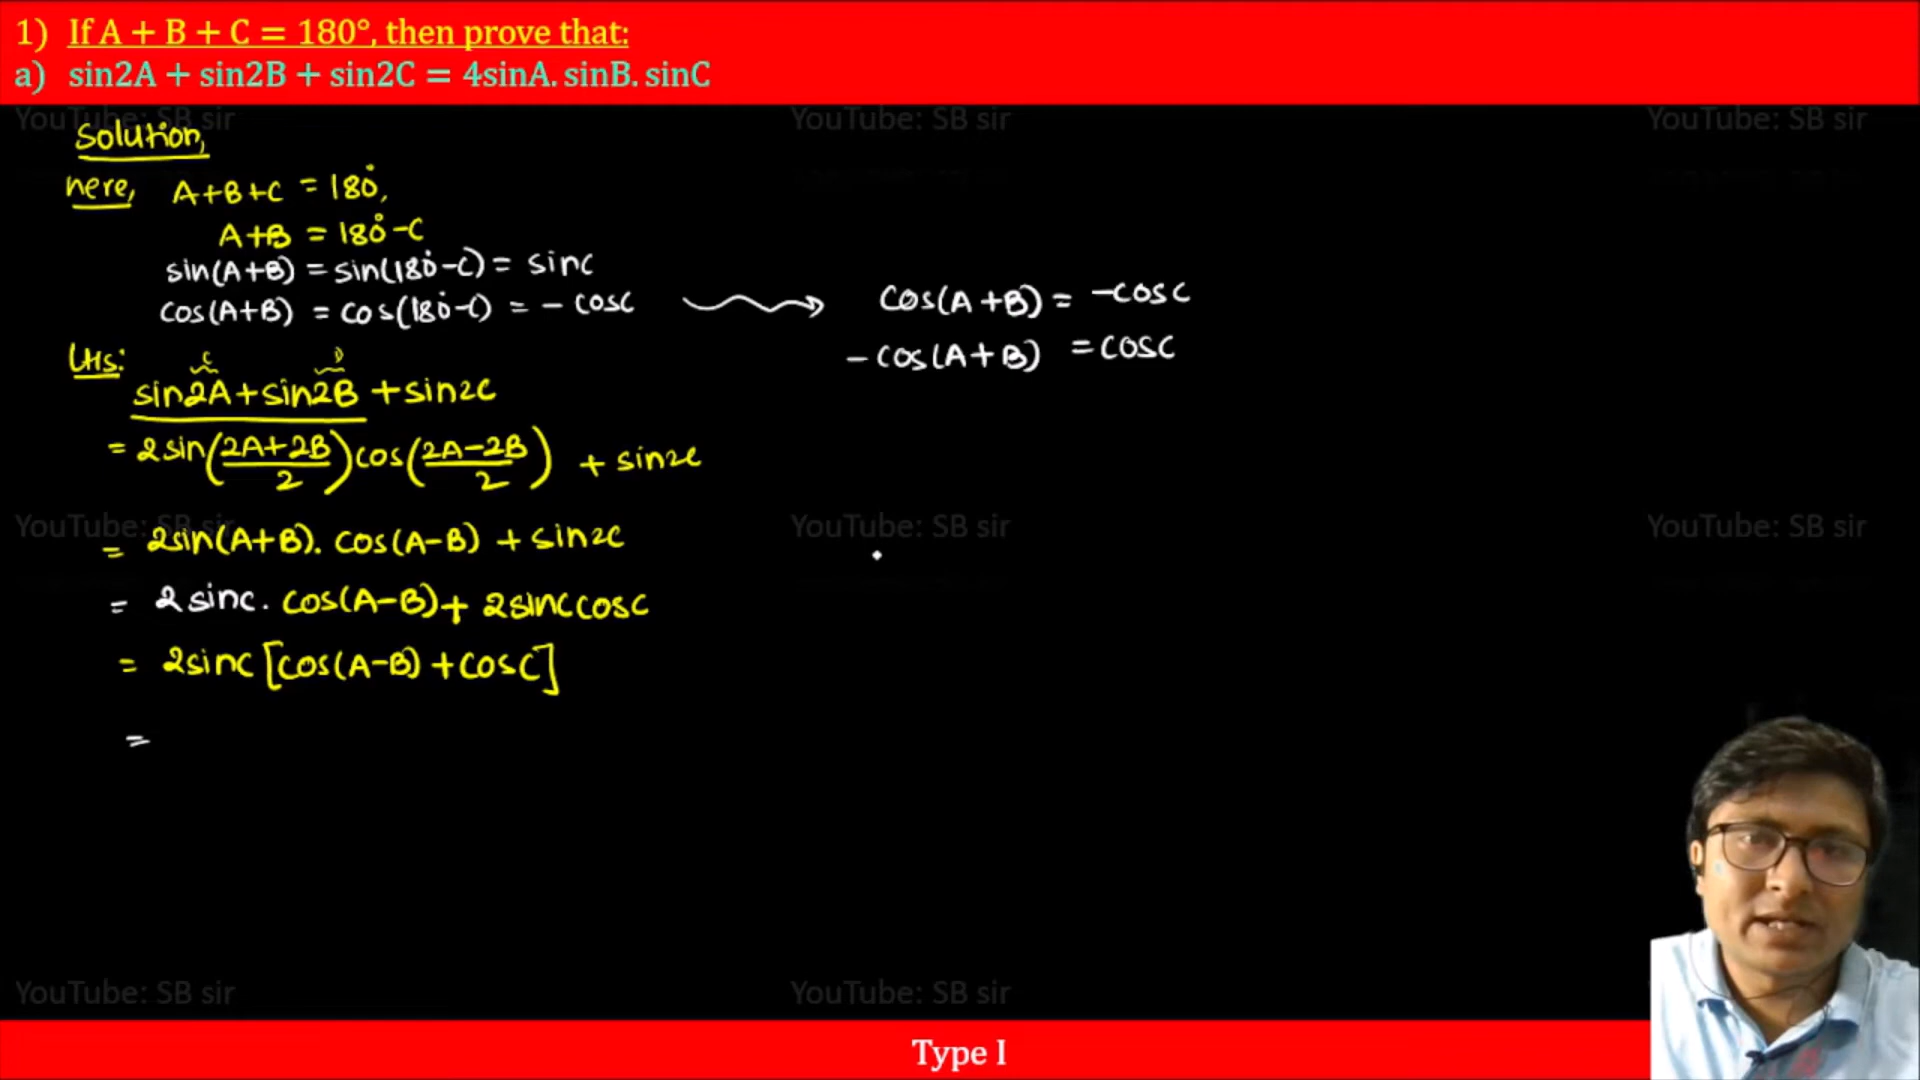 1) If A + B + C = 180°, then prove that:
a) sin2A + sin2B + sin2C = 4sinA. sinB. sinC
YouTube: SB sir YouTube: SB sir YouTube: SB sir
Solution,
here, A+B+C = 180°,
A+B = 180°-C
sin(A+B) = sin(180°-C) = sinc
cos(A+B) = cos(180°-C) = - cosc
cos(A+B) = -cosc
-cos(A+B) = cosc
LHS:
C D
sin2A+sin2B +sin2C
= 2sin(2A+2B/2)cos(2A-2B/2) + sin2C
YouTube: SB sir YouTube: SB sir YouTube: SB sir
= 2sin(A+B). cos(A-B) + sin2C
= 2sinc. cos(A-B)+ 2sinccosc
= 2sinc[cos(A-B) +cosC]
=
YouTube: SB sir YouTube: SB sir
Type I